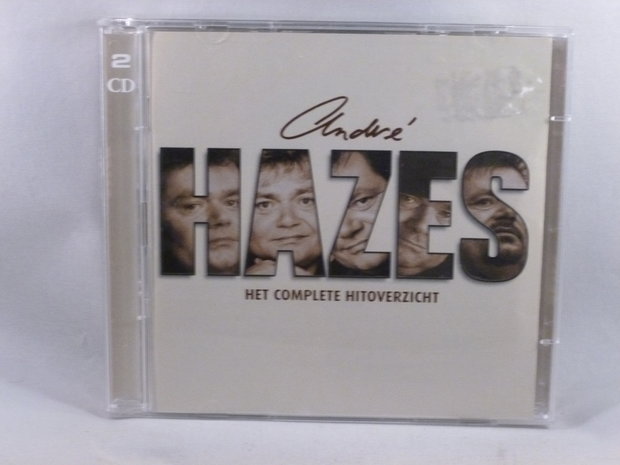 2
CD
André
HAZES
HET COMPLETE HITOVERZICHT